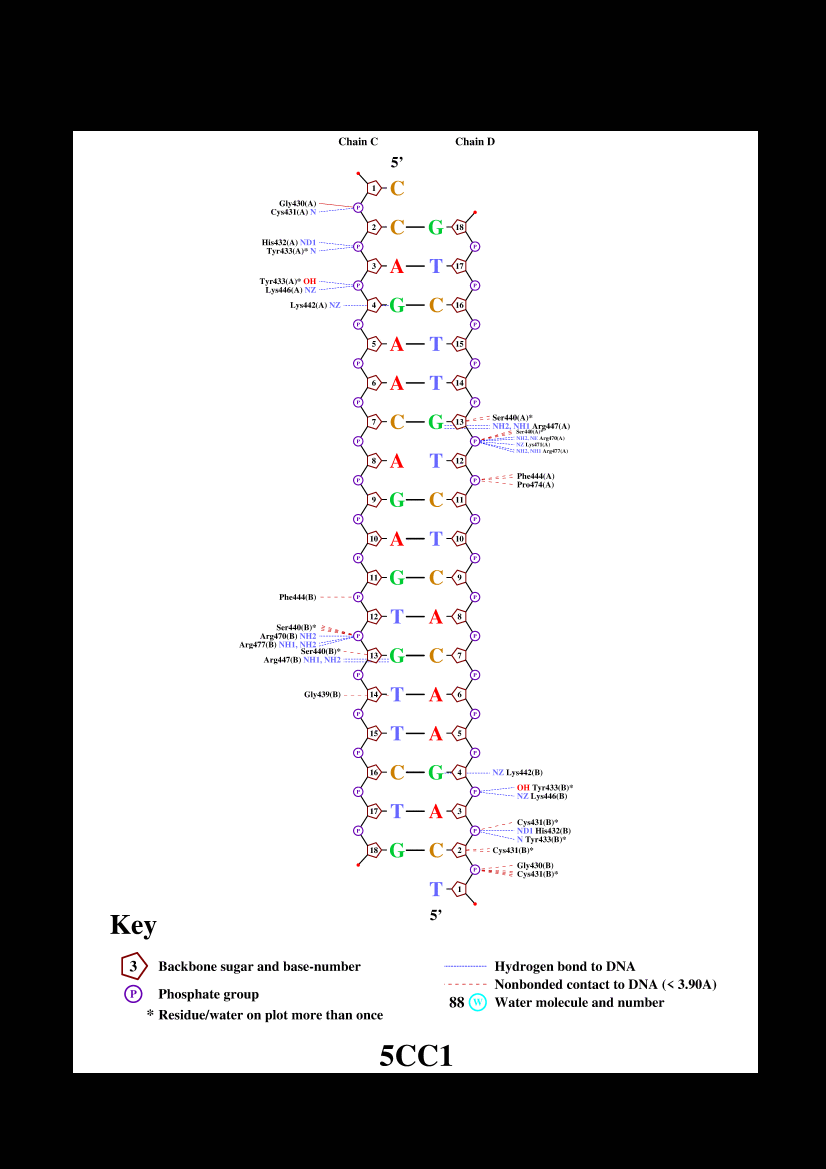 Chain C Chain D
5’
1 C
Gly430(A)
P
Cys431(A) N
2 C G 18
His432(A) ND1
P P
Tyr433(A)* N
3 A T 17
Tyr433(A)* OH
P P
Lys446(A) NZ
Lys442(A) NZ 4 G C 16
P P
5 A T 15
P P
6 A T 14
P P
Ser440(A)*
7 C G 13
NH2, NH1 Arg447(A)
Ser440(A)*
NH2, NE Arg470(A)
P P
NZ Lys471(A)
NH2, NH1 Arg477(A)
8 A T 12
Phe444(A)
P P
Pro474(A)
9 G C 11
P P
10 A T 10
P P
11 G C 9
Phe444(B) P P
12 T A 8
Ser440(B)*
Arg470(B) NH2 P P
Arg477(B) NH1, NH2
Ser440(B)*
13 G C 7
Arg447(B) NH1, NH2
P P
Gly439(B) 14 T A 6
P P
15 T A 5
P P
16 C G 4 NZ Lys442(B)
OH Tyr433(B)*
P P
NZ Lys446(B)
17 T A 3
Cys431(B)*
P P ND1 His432(B)
N Tyr433(B)*
18 G C 2 Cys431(B)*
Gly430(B)
P
Cys431(B)*
T 1
5’
Key
3 Backbone sugar and base-number
Hydrogen bond to DNA
Nonbonded contact to DNA (< 3.90A)
P Phosphate group
88 W Water molecule and number
* Residue/water on plot more than once
5CC1